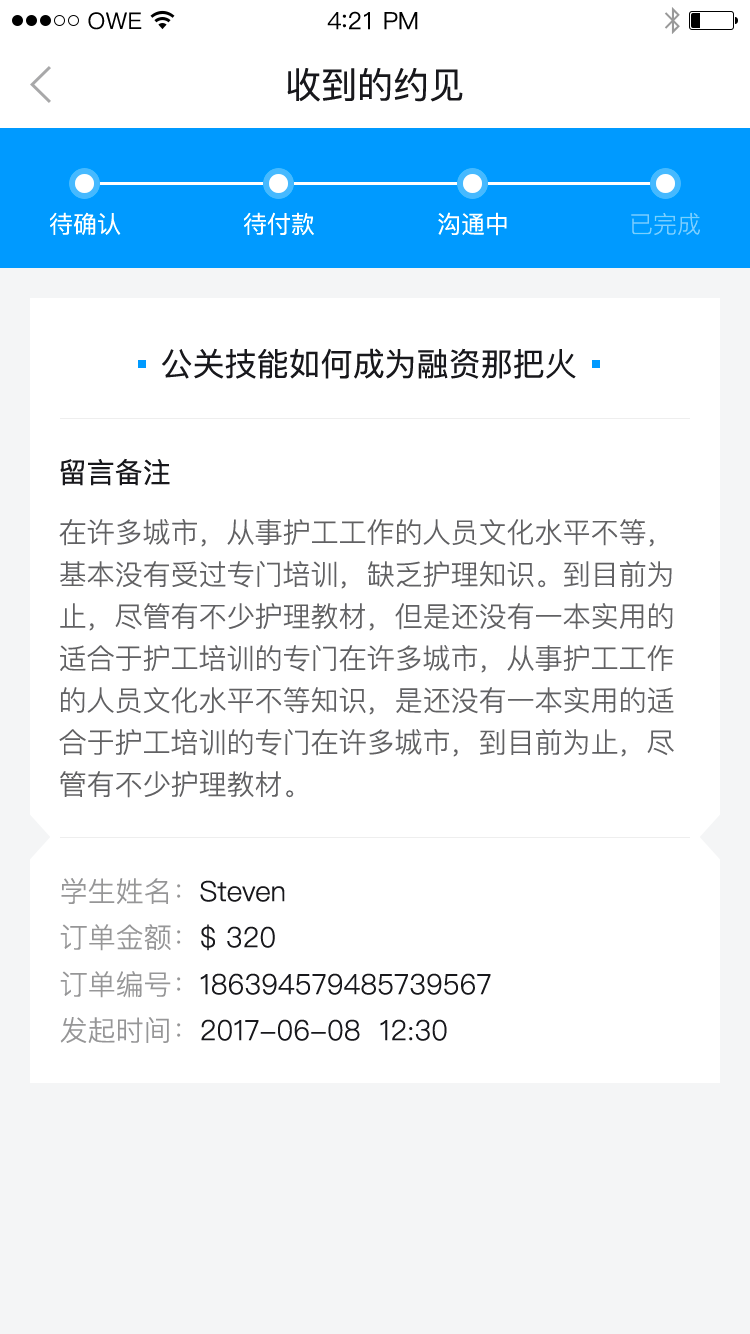 OWE 4:21 PM
收到的约见
待确认 待付款 沟通中 已完成
公关技能如何成为融资那把火
留言备注
在许多城市，从事护工工作的人员文化水平不等，
基本没有受过专门培训，缺乏护理知识。到目前为
止，尽管有不少护理教材，但是还没有一本实用的
适合于护工培训的专门在许多城市，从事护工工作
的人员文化水平不等知识，是还没有一本实用的适
合于护工培训的专门在许多城市，到目前为止，尽
管有不少护理教材。
学生姓名：Steven
订单金额：$ 320
订单编号：186394579485739567
发起时间：2017-06-08 12:30